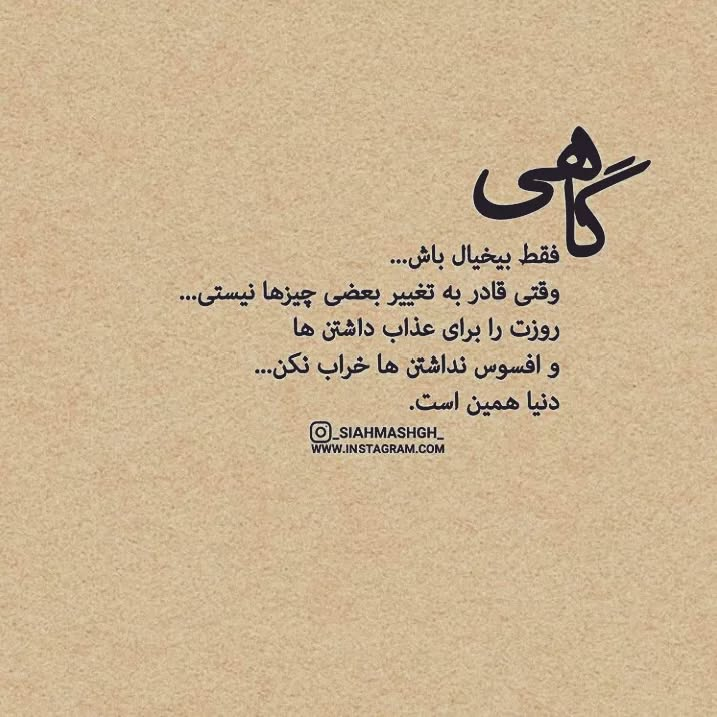 گاهی
فقط بیخیال باش...
وقتی قادر به تغییر بعضی چیزها نیستی...
روزت را برای عذاب داشتن ها
و افسوس نداشتن ها خراب نکن...
دنیا همین است.
_SIAHMASHGH_
WWW.INSTAGRAM.COM